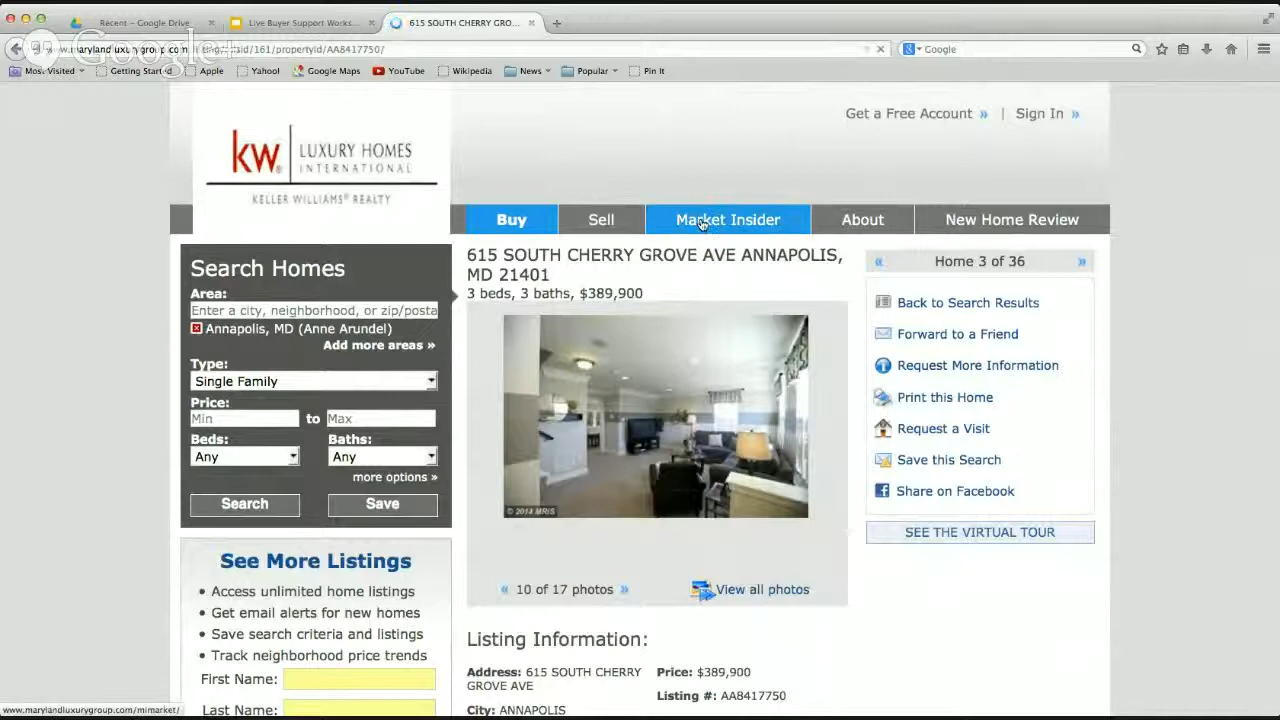 Recent – Google Drive
Live Buyer Support Works...
615 SOUTH CHERRY GRO...
Google+
Google
Most Visited
Getting Started
Apple
Yahoo!
Google Maps
YouTube
Wikipedia
News
Popular
Pin It
Get a Free Account »
|
Sign In »
kw
LUXURY HOMES
INTERNATIONAL
KELLER WILLIAMS® REALTY
Buy
Sell
Market Insider
About
New Home Review
Search Homes
Area:
Enter a city, neighborhood, or zip/posta
Annapolis, MD (Anne Arundel)
Add more areas »
Type:
Single Family
Price:
Min
to
Max
Beds:
Baths:
Any
Any
more options »
Search
Save
See More Listings
• Access unlimited home listings
• Get email alerts for new homes
• Save search criteria and listings
• Track neighborhood price trends
First Name:
Last Name:
615 SOUTH CHERRY GROVE AVE ANNAPOLIS,
MD 21401
3 beds, 3 baths, $389,900
© 2014 MRIS
« 10 of 17 photos »
View all photos
Listing Information:
Address: 615 SOUTH CHERRY
GROVE AVE
City: ANNAPOLIS
Price: $389,900
Listing #: AA8417750
« Home 3 of 36 »
Back to Search Results
Forward to a Friend
Request More Information
Print this Home
Request a Visit
Save this Search
Share on Facebook
SEE THE VIRTUAL TOUR
www.marylandluxurygroup.com/mimarket/